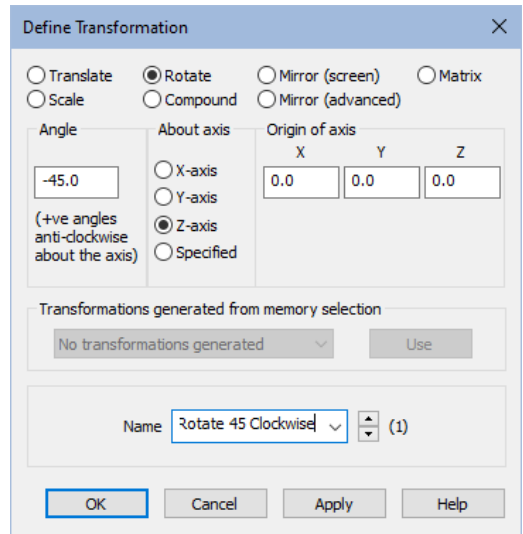 Define Transformation
Translate Rotate Mirror (screen) Matrix
Scale Compound Mirror (advanced)
Angle About axis Origin of axis
X Y Z
-45.0 X-axis 0.0 0.0 0.0
Y-axis
(+ve angles
anti-clockwise Z-axis
about the axis) Specified
Transformations generated from memory selection
No transformations generated Use
Name Rotate 45 Clockwise (1)
OK Cancel Apply Help